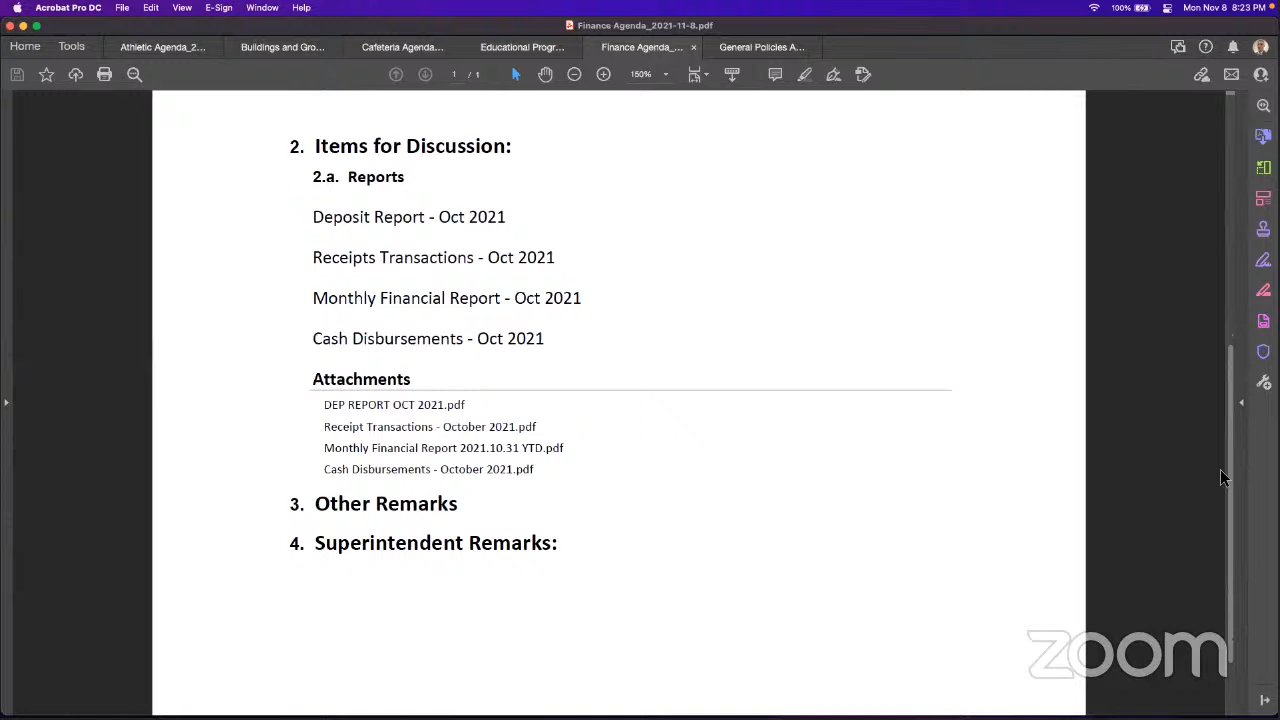 Acrobat Pro DC File Edit View E-Sign Window Help 100% Mon Nov 8 8:23 PM
Finance Agenda_2021-11-8.pdf
Home Tools Athletic Agenda_2... Buildings and Gro... Cafeteria Agenda... Educational Progr... Finance Agenda_... × General Policies A...
1 / 1 150%
2. Items for Discussion:
2.a. Reports
Deposit Report - Oct 2021
Receipts Transactions - Oct 2021
Monthly Financial Report - Oct 2021
Cash Disbursements - Oct 2021
Attachments
DEP REPORT OCT 2021.pdf
Receipt Transactions - October 2021.pdf
Monthly Financial Report 2021.10.31 YTD.pdf
Cash Disbursements - October 2021.pdf
3. Other Remarks
4. Superintendent Remarks:
zoom